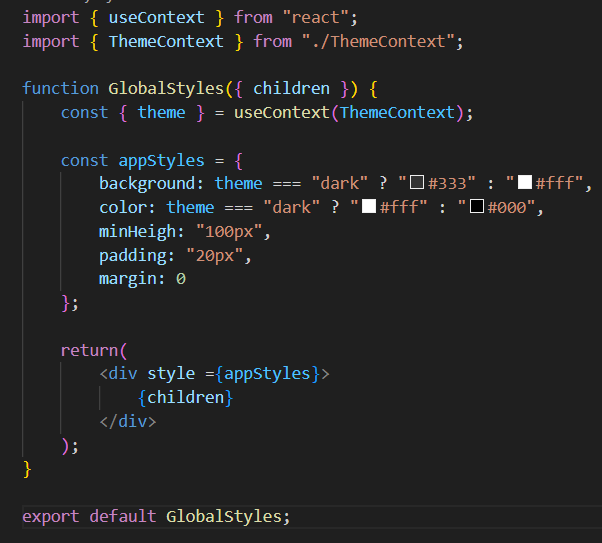 import { useContext } from "react";
import { ThemeContext } from "./ThemeContext";
function GlobalStyles({ children }) {
const { theme } = useContext(ThemeContext);
const appStyles = {
background: theme === "dark" ? "#333" : "#fff",
color: theme === "dark" ? "#fff" : "#000",
minHeigh: "100px",
padding: "20px",
margin: 0
};
return(
<div style ={appStyles}>
{children}
</div>
);
}
export default GlobalStyles;